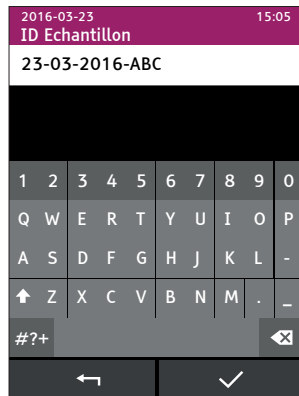 2016-03-23 15:05
ID Echantillon
23-03-2016-ABC
1 2 3 4 5 6 7 8 9 0
Q W E R T Y U I O P
A S D F G H J K L -
Z X C V B N M . _
#?+